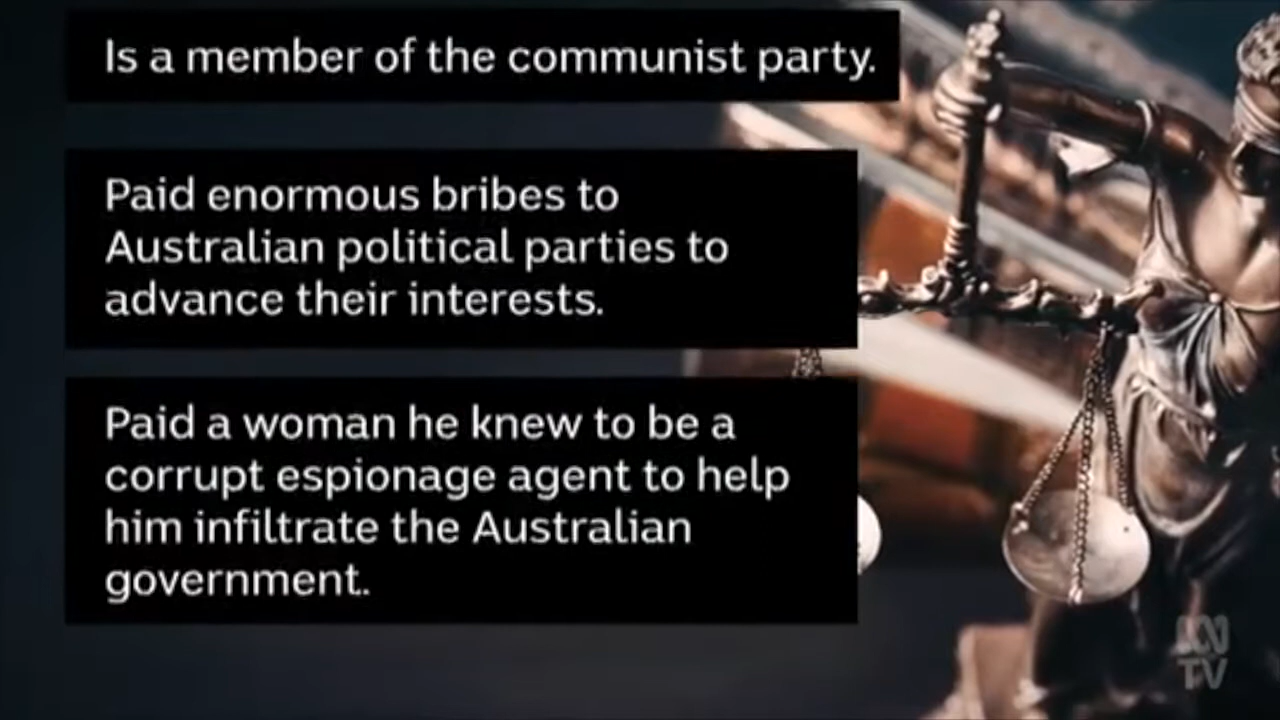 Is a member of the communist party.
Paid enormous bribes to
Australian political parties to
advance their interests.
Paid a woman he knew to be a
corrupt espionage agent to help
him infiltrate the Australian
government.
TV